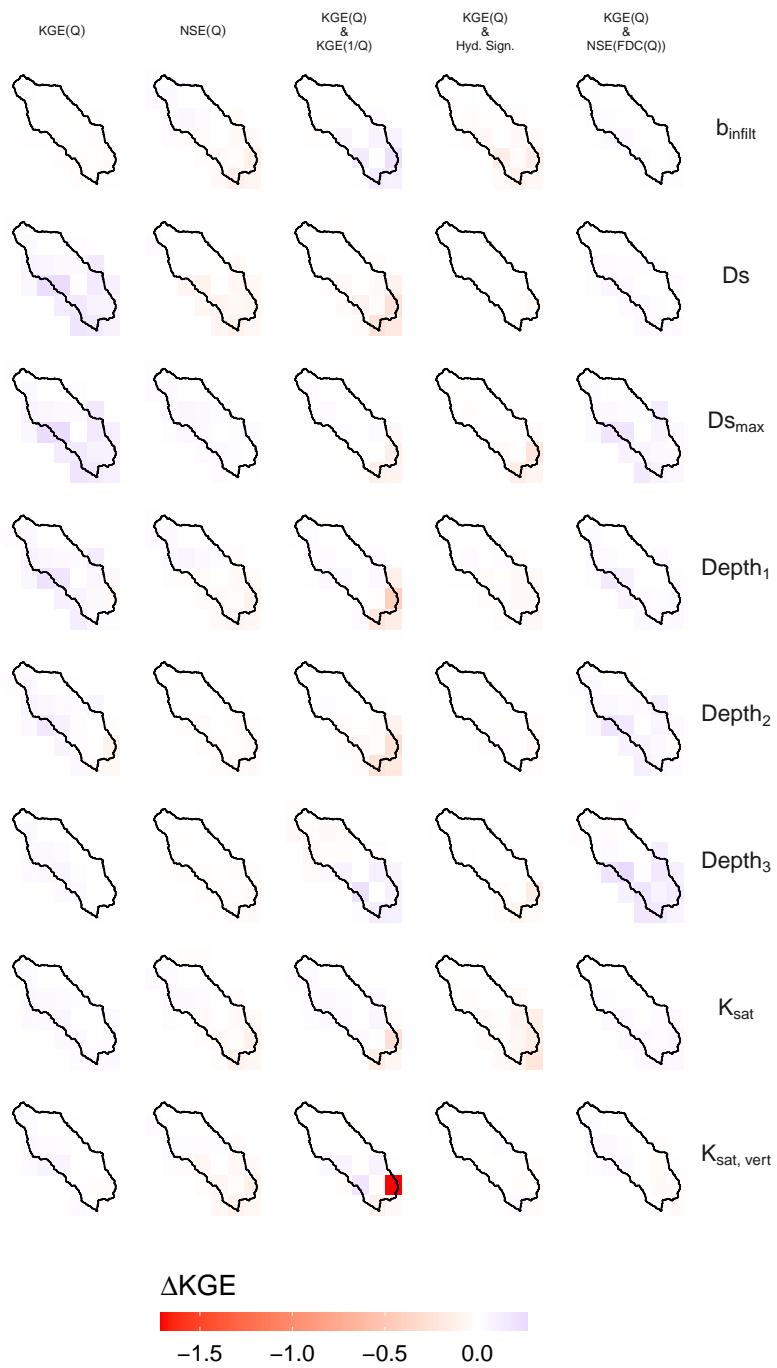 KGE(Q)
NSE(Q)
KGE(Q)
&
KGE(1/Q)
KGE(Q)
&
Hyd. Sign.
KGE(Q)
&
NSE(FDC(Q))
b_infilt
Ds
Ds_max
Depth_1
Depth_2
Depth_3
K_sat
K_sat, vert
ΔKGE
−1.5 −1.0 −0.5 0.0